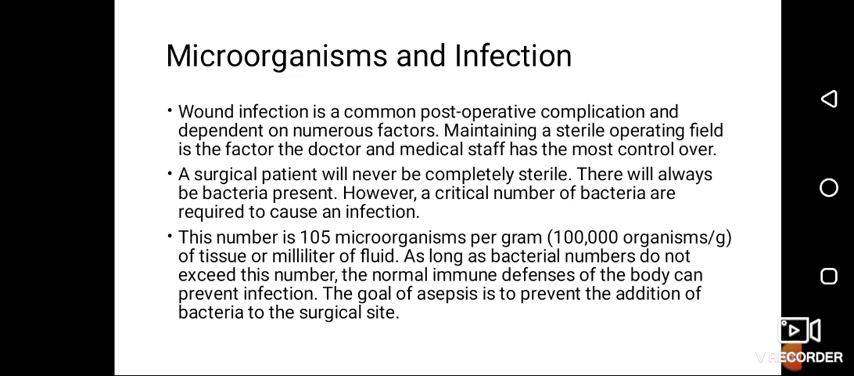 Microorganisms and Infection
• Wound infection is a common post-operative complication and
dependent on numerous factors. Maintaining a sterile operating field
is the factor the doctor and medical staff has the most control over.
• A surgical patient will never be completely sterile. There will always
be bacteria present. However, a critical number of bacteria are
required to cause an infection.
• This number is 105 microorganisms per gram (100,000 organisms/g)
of tissue or milliliter of fluid. As long as bacterial numbers do not
exceed this number, the normal immune defenses of the body can
prevent infection. The goal of asepsis is to prevent the addition of
bacteria to the surgical site.
V RECORDER